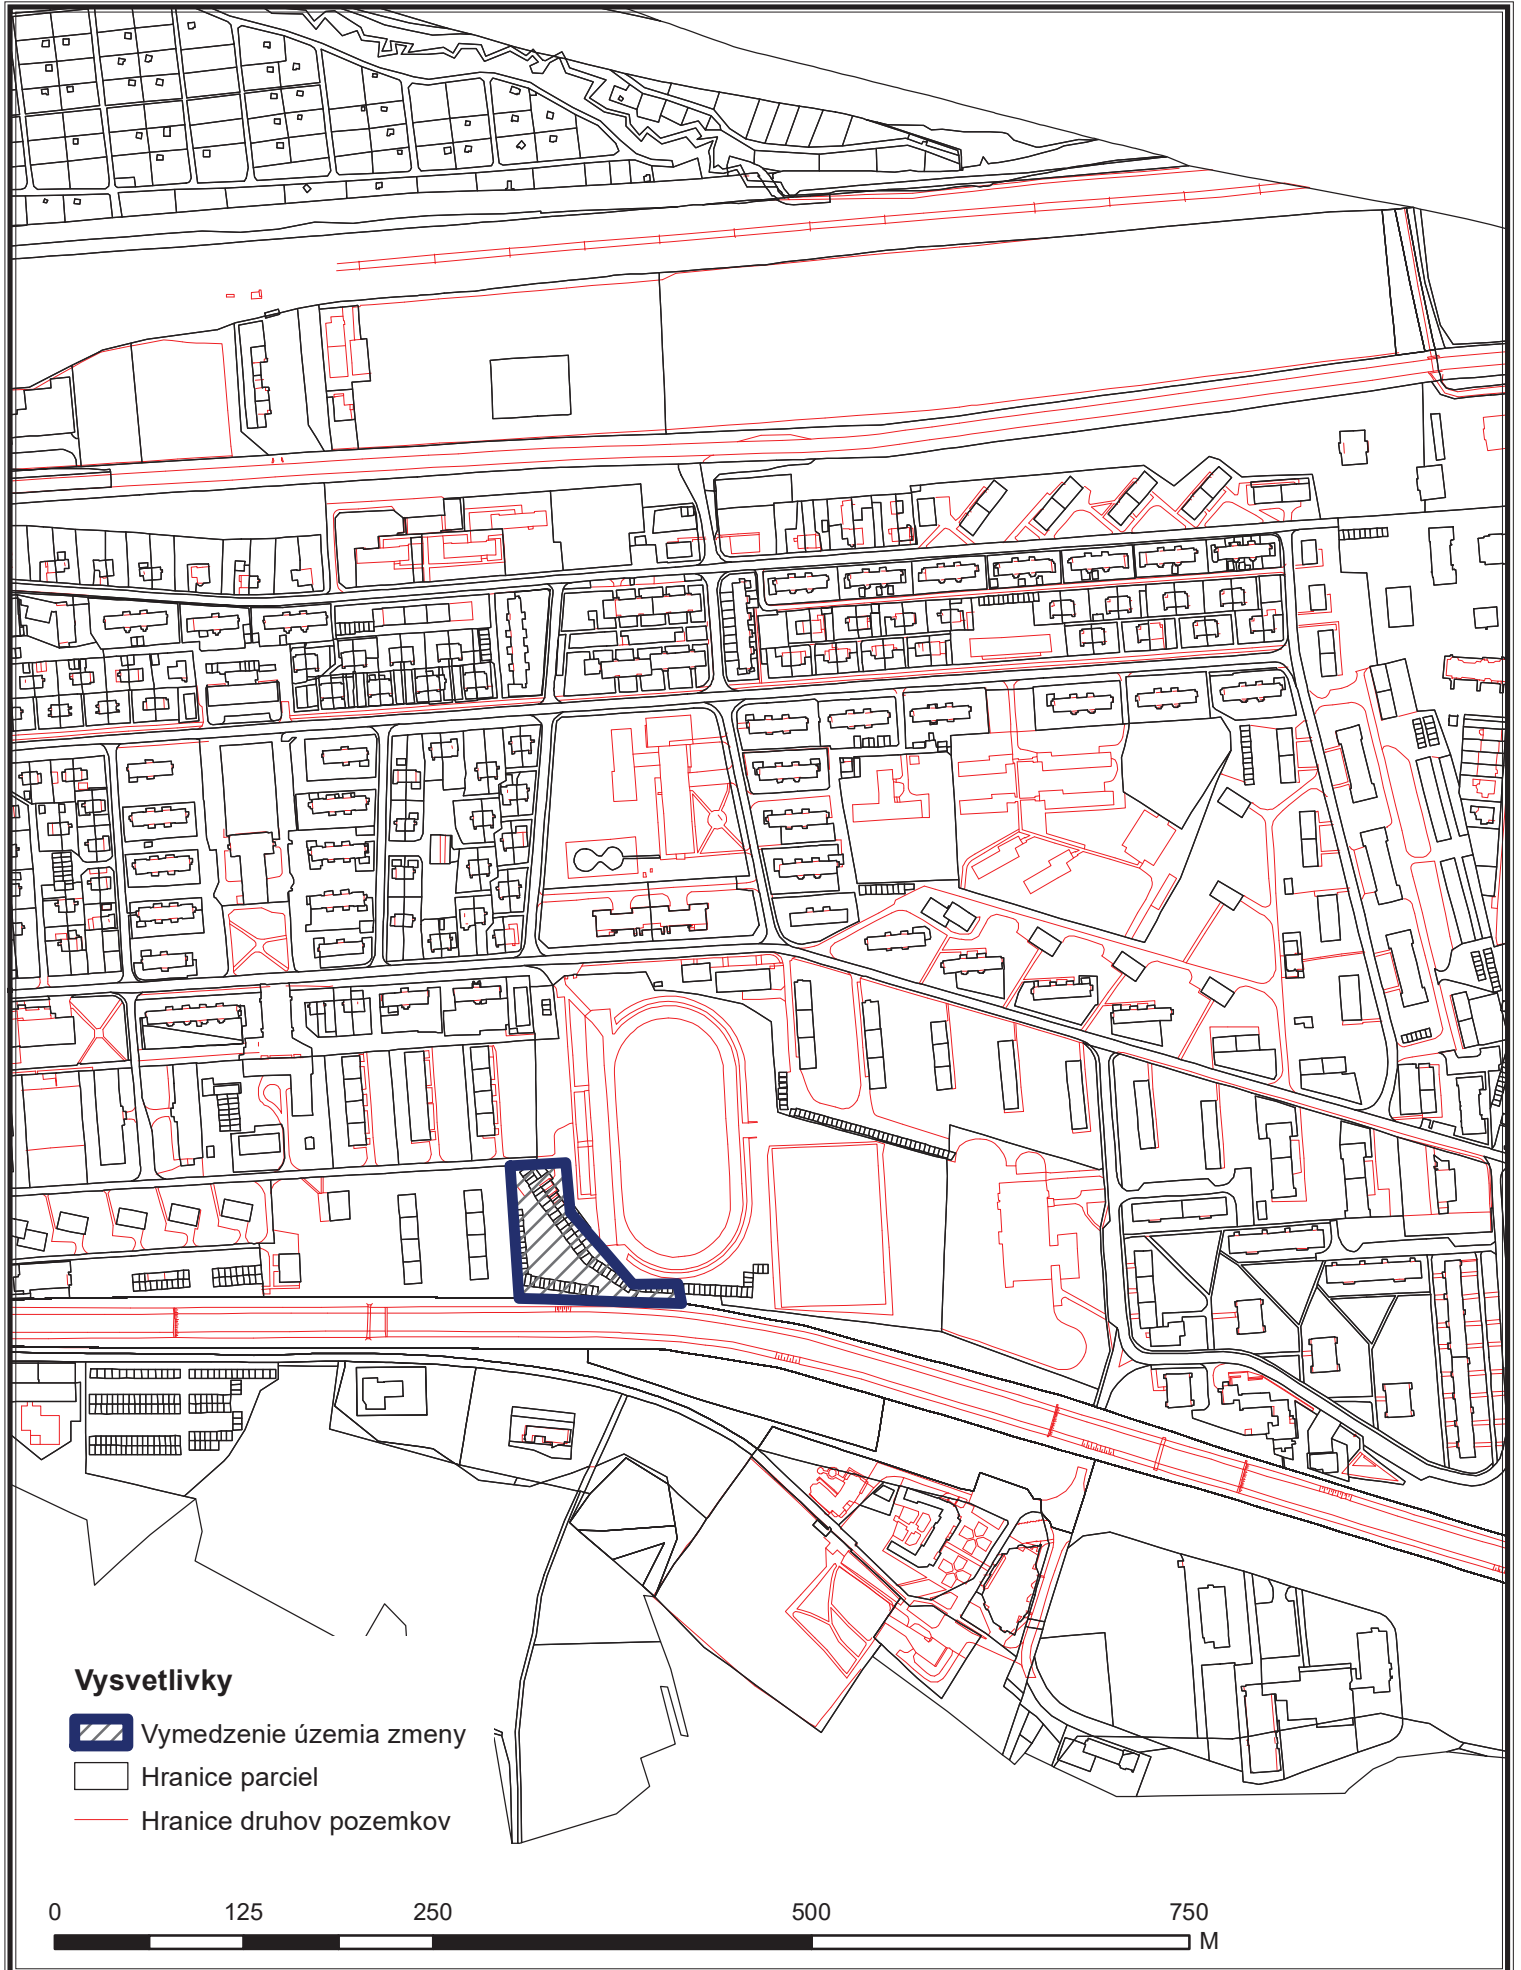 Vysvetlivky
Vymedzenie územia zmeny
Hranice parciel
Hranice druhov pozemkov
0 125 250 500 750
M